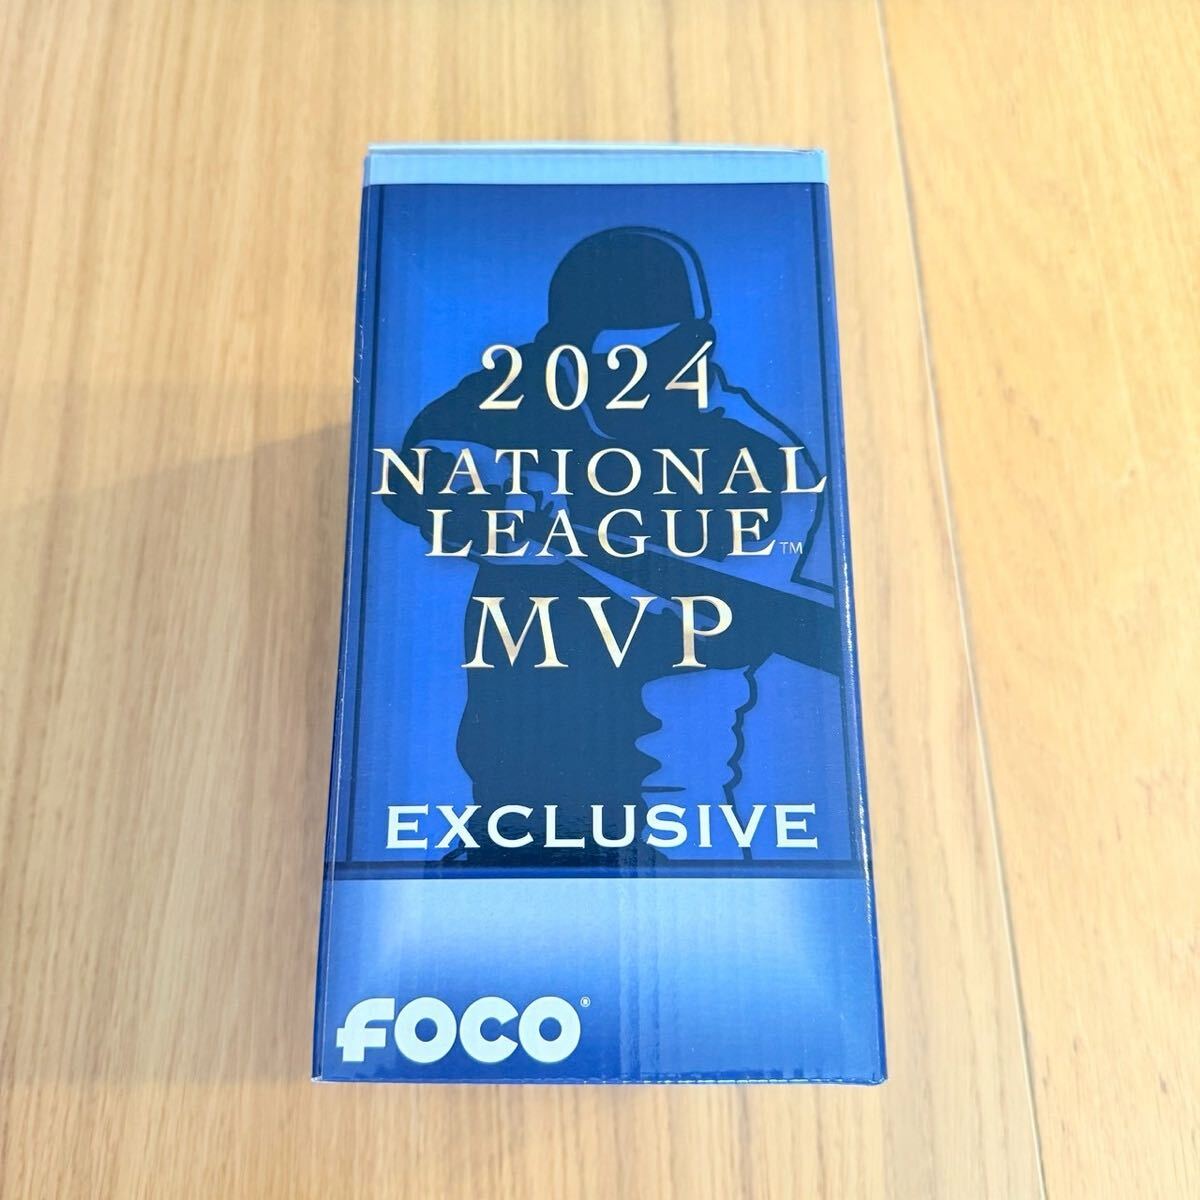 2024
NATIONAL
LEAGUE™
MVP
EXCLUSIVE
FOCO®